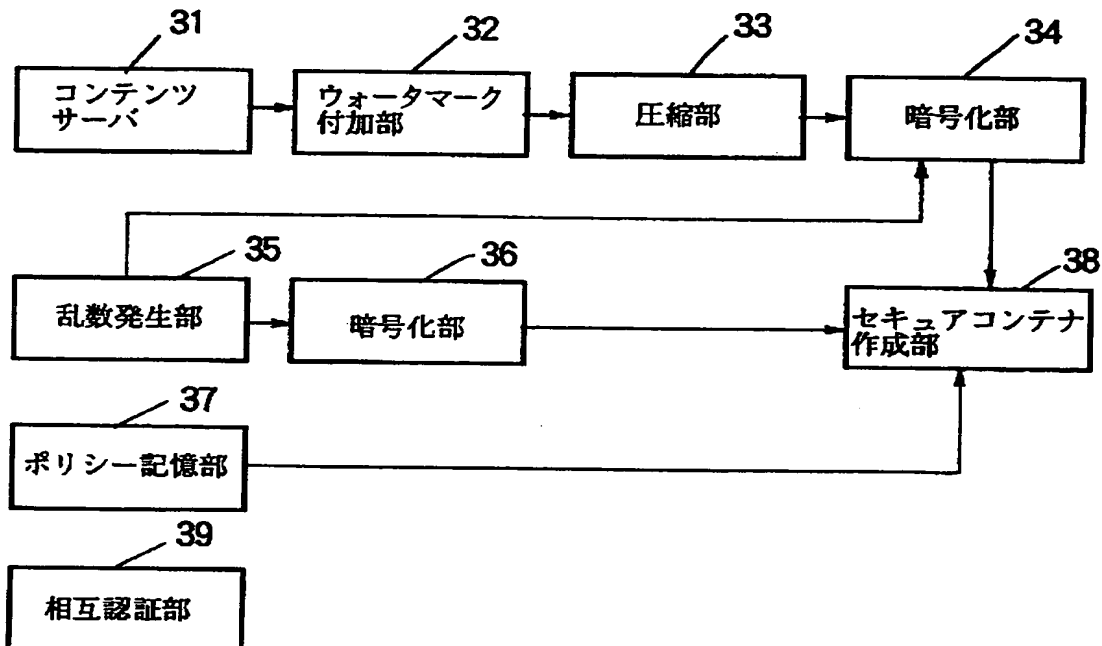 31
コンテンツ
サーバ
32
ウォータマーク
付加部
33
圧縮部
34
暗号化部
35
乱数発生部
36
暗号化部
38
セキュアコンテナ
作成部
37
ポリシー記憶部
39
相互認証部